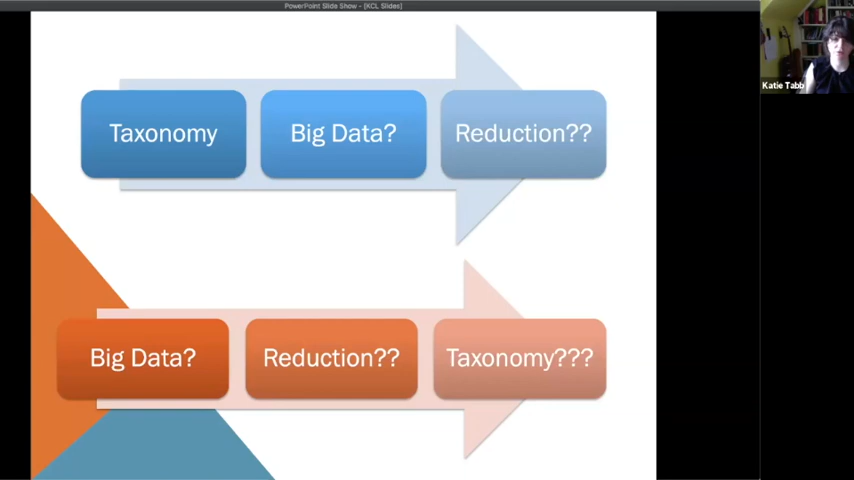 PowerPoint Slide Show - [KCL Slides]
Katie Tabb
Taxonomy
Big Data?
Reduction??
Big Data?
Reduction??
Taxonomy???